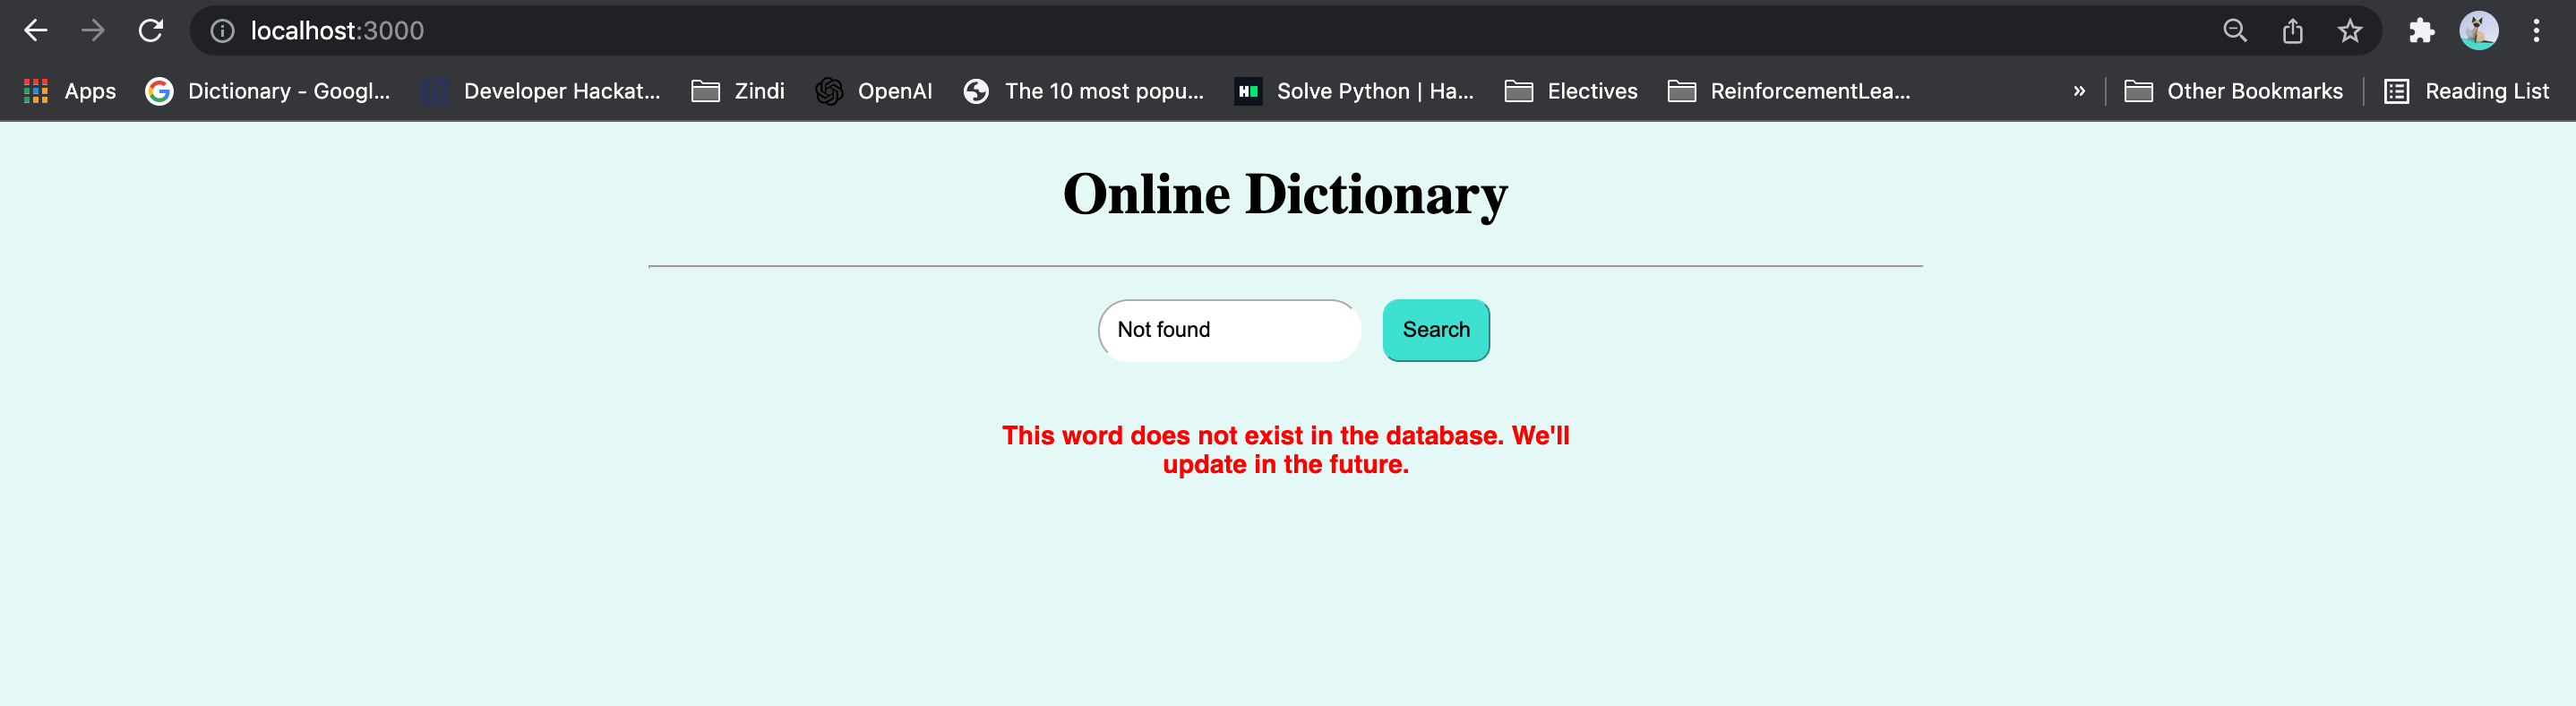 localhost:3000
Apps Dictionary - Googl... Developer Hackat... Zindi OpenAI The 10 most popu... H Solve Python | Ha... Electives ReinforcementLea... » Other Bookmarks Reading List
Online Dictionary
Not found Search
This word does not exist in the database. We'll
update in the future.